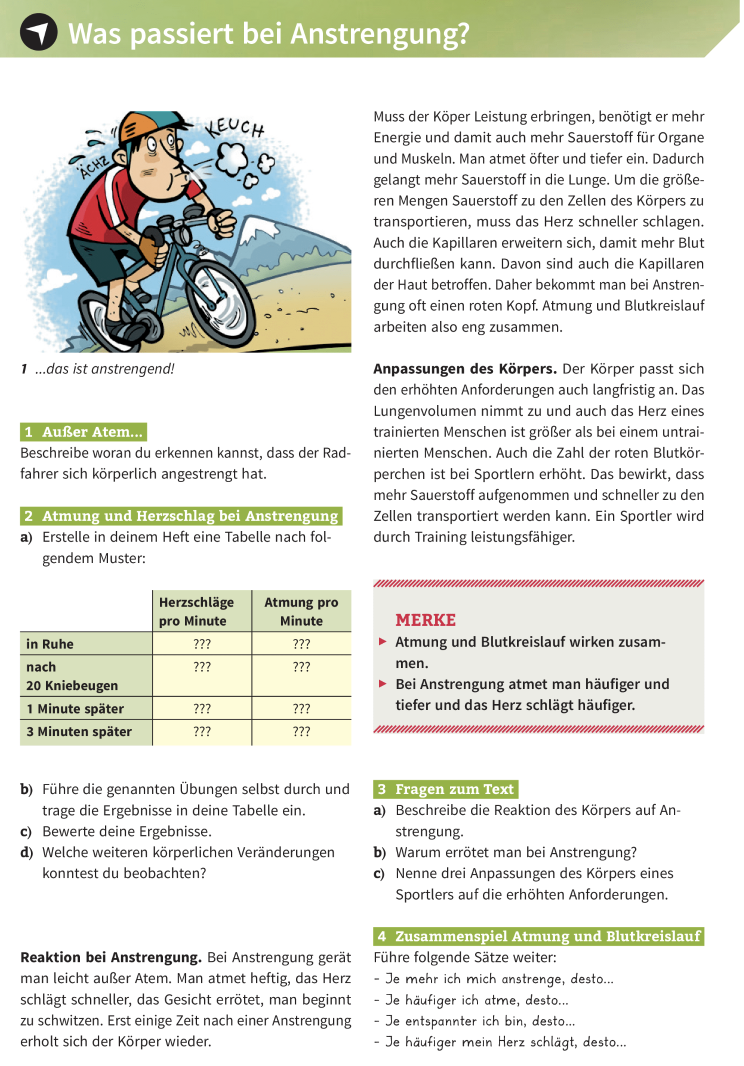 Was passiert bei Anstrengung?
ÄCHZ
KEUCH
1 ...das ist anstrengend!
1 Außer Atem...
Beschreibe woran du erkennen kannst, dass der Rad-
fahrer sich körperlich angestrengt hat.
2 Atmung und Herzschlag bei Anstrengung
a) Erstelle in deinem Heft eine Tabelle nach fol-
gendem Muster:
Herzschläge Atmung pro
pro Minute Minute
in Ruhe ??? ???
nach ??? ???
20 Kniebeugen
1 Minute später ??? ???
3 Minuten später ??? ???
b) Führe die genannten Übungen selbst durch und
trage die Ergebnisse in deine Tabelle ein.
c) Bewerte deine Ergebnisse.
d) Welche weiteren körperlichen Veränderungen
konntest du beobachten?
Reaktion bei Anstrengung. Bei Anstrengung gerät
man leicht außer Atem. Man atmet heftig, das Herz
schlägt schneller, das Gesicht errötet, man beginnt
zu schwitzen. Erst einige Zeit nach einer Anstrengung
erholt sich der Körper wieder.
Muss der Köper Leistung erbringen, benötigt er mehr
Energie und damit auch mehr Sauerstoff für Organe
und Muskeln. Man atmet öfter und tiefer ein. Dadurch
gelangt mehr Sauerstoff in die Lunge. Um die größe-
ren Mengen Sauerstoff zu den Zellen des Körpers zu
transportieren, muss das Herz schneller schlagen.
Auch die Kapillaren erweitern sich, damit mehr Blut
durchfließen kann. Davon sind auch die Kapillaren
der Haut betroffen. Daher bekommt man bei Anstren-
gung oft einen roten Kopf. Atmung und Blutkreislauf
arbeiten also eng zusammen.
Anpassungen des Körpers. Der Körper passt sich
den erhöhten Anforderungen auch langfristig an. Das
Lungenvolumen nimmt zu und auch das Herz eines
trainierten Menschen ist größer als bei einem untrai-
nierten Menschen. Auch die Zahl der roten Blutkör-
perchen ist bei Sportlern erhöht. Das bewirkt, dass
mehr Sauerstoff aufgenommen und schneller zu den
Zellen transportiert werden kann. Ein Sportler wird
durch Training leistungsfähiger.
MERKE
▶ Atmung und Blutkreislauf wirken zusam-
men.
▶ Bei Anstrengung atmet man häufiger und
tiefer und das Herz schlägt häufiger.
3 Fragen zum Text
a) Beschreibe die Reaktion des Körpers auf An-
strengung.
b) Warum errötet man bei Anstrengung?
c) Nenne drei Anpassungen des Körpers eines
Sportlers auf die erhöhten Anforderungen.
4 Zusammenspiel Atmung und Blutkreislauf
Führe folgende Sätze weiter:
- Je mehr ich mich anstrenge, desto...
- Je häufiger ich atme, desto...
- Je entspannter ich bin, desto...
- Je häufiger mein Herz schlägt, desto...